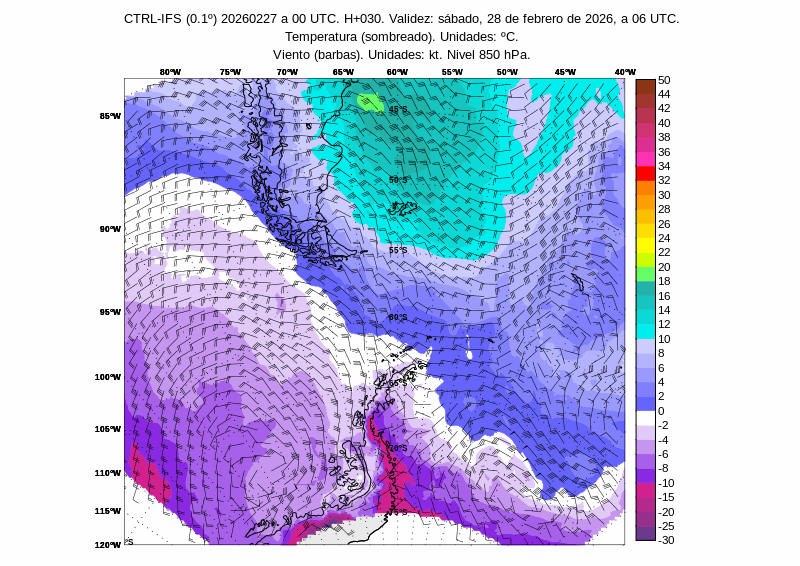 CTRL-IFS (0.1º) 20260227 a 00 UTC. H+030. Validez: sábado, 28 de febrero de 2026, a 06 UTC.
Temperatura (sombreado). Unidades: ºC.
Viento (barbas). Unidades: kt. Nivel 850 hPa.
80°W 75°W 70°W 65°W 60°W 55°W 50°W 45°W 40°W
85°W
90°W
95°W
100°W
105°W
110°W
115°W
120°W
45°S
50°S
55°S
60°S
65°S
70°S
75°S
°S
50
44
42
40
38
36
34
32
30
28
26
24
22
20
18
16
14
12
10
8
6
4
2
0
-2
-4
-6
-8
-10
-15
-20
-25
-30